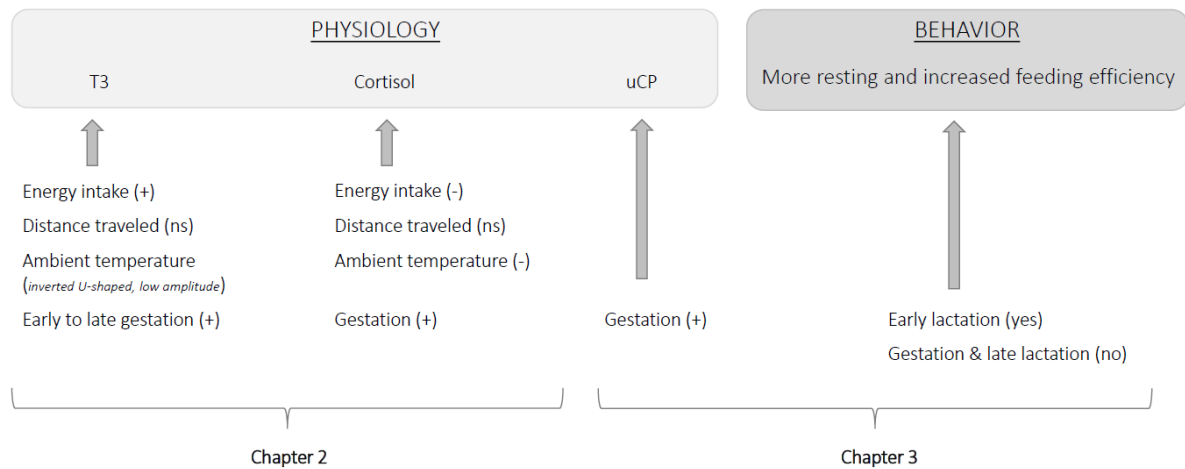 PHYSIOLOGY
BEHAVIOR
T3
Cortisol
uCP
More resting and increased feeding efficiency
Energy intake (+)
Distance traveled (ns)
Ambient temperature
(inverted U-shaped, low amplitude)
Early to late gestation (+)
Energy intake (-)
Distance traveled (ns)
Ambient temperature (-)
Gestation (+)
Gestation (+)
Early lactation (yes)
Gestation & late lactation (no)
Chapter 2
Chapter 3